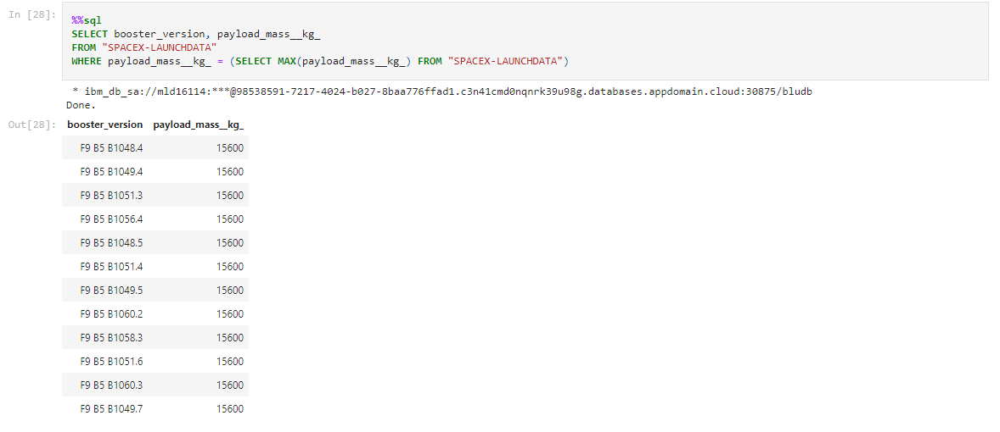 In [28]:
%%sql
SELECT booster_version, payload_mass__kg_
FROM "SPACEX-LAUNCHDATA"
WHERE payload_mass__kg_ = (SELECT MAX(payload_mass__kg_) FROM "SPACEX-LAUNCHDATA")
* ibm_db_sa://mld16114:***@98538591-7217-4024-b027-8baa776ffad1.c3n41cmd0nqnrk39u98g.databases.appdomain.cloud:30875/bludb
Done.
Out[28]: booster_version payload_mass__kg_
F9 B5 B1048.4 15600
F9 B5 B1049.4 15600
F9 B5 B1051.3 15600
F9 B5 B1056.4 15600
F9 B5 B1048.5 15600
F9 B5 B1051.4 15600
F9 B5 B1049.5 15600
F9 B5 B1060.2 15600
F9 B5 B1058.3 15600
F9 B5 B1051.6 15600
F9 B5 B1060.3 15600
F9 B5 B1049.7 15600